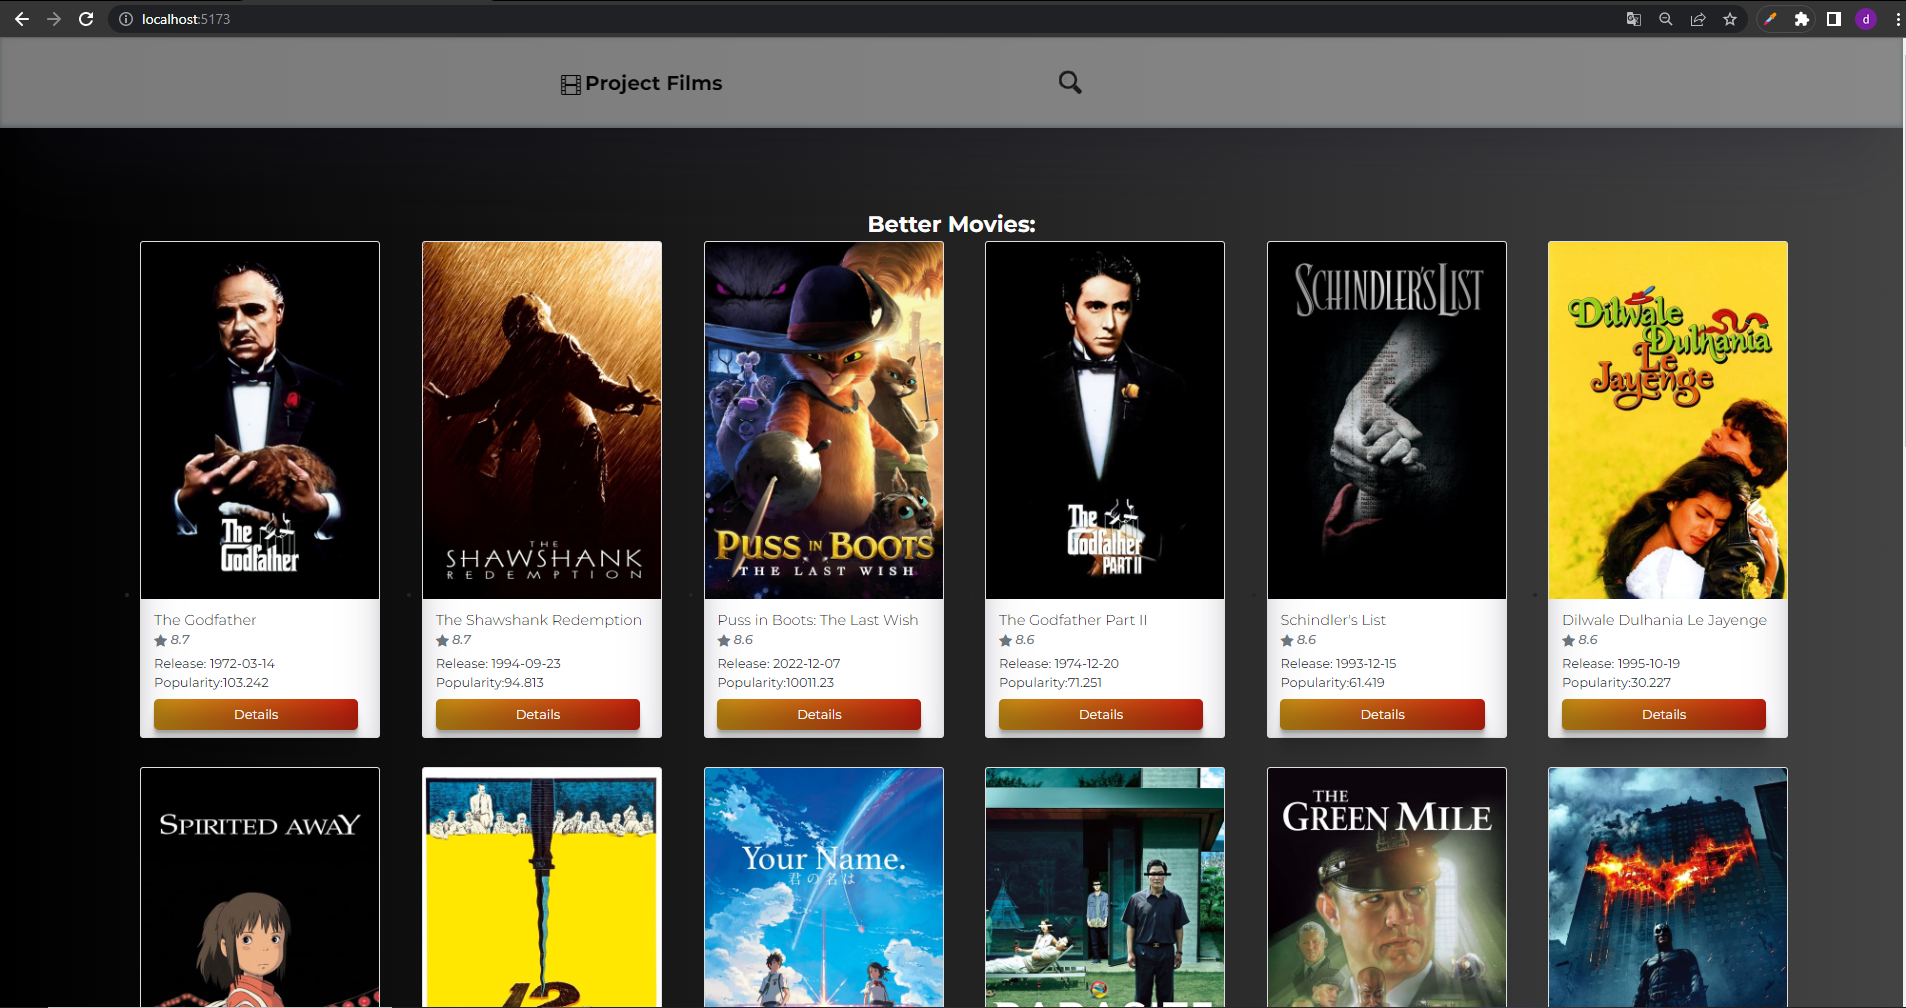 localhost:5173
d
Project Films
Better Movies:
The
Godfather
THE
SHAWSHANK
REDEMPTION
PUSS IN BOOTS
THE LAST WISH
The
Godfather
PART II
SCHINDLER'S LIST
Dilwale
Dulhania
Le
Jayenge
The Godfather
8.7
Release: 1972-03-14
Popularity:103.242
Details
The Shawshank Redemption
8.7
Release: 1994-09-23
Popularity:94.813
Details
Puss in Boots: The Last Wish
8.6
Release: 2022-12-07
Popularity:10011.23
Details
The Godfather Part II
8.6
Release: 1974-12-20
Popularity:71.251
Details
Schindler's List
8.6
Release: 1993-12-15
Popularity:61.419
Details
Dilwale Dulhania Le Jayenge
8.6
Release: 1995-10-19
Popularity:30.227
Details
SPIRITED AWAY
12
Your Name.
君の名は
PARASITE
THE
GREEN MILE